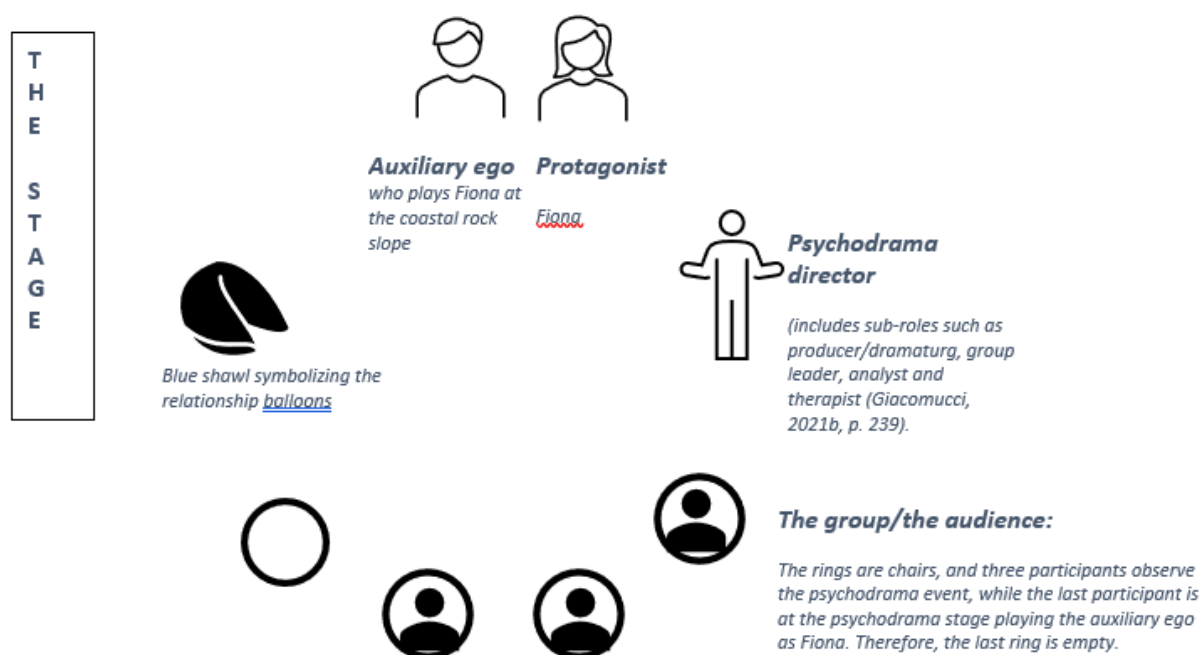 THE STAGE
Auxiliary ego
who plays Fiona at
the coastal rock
slope
Protagonist
Fiona
Psychodrama
director
(includes sub-roles such as
producer/dramaturg, group
leader, analyst and
therapist (Giacomucci,
2021b, p. 239).
Blue shawl symbolizing the
relationship balloons
The group/the audience:
The rings are chairs, and three participants observe
the psychodrama event, while the last participant is
at the psychodrama stage playing the auxiliary ego
as Fiona. Therefore, the last ring is empty.